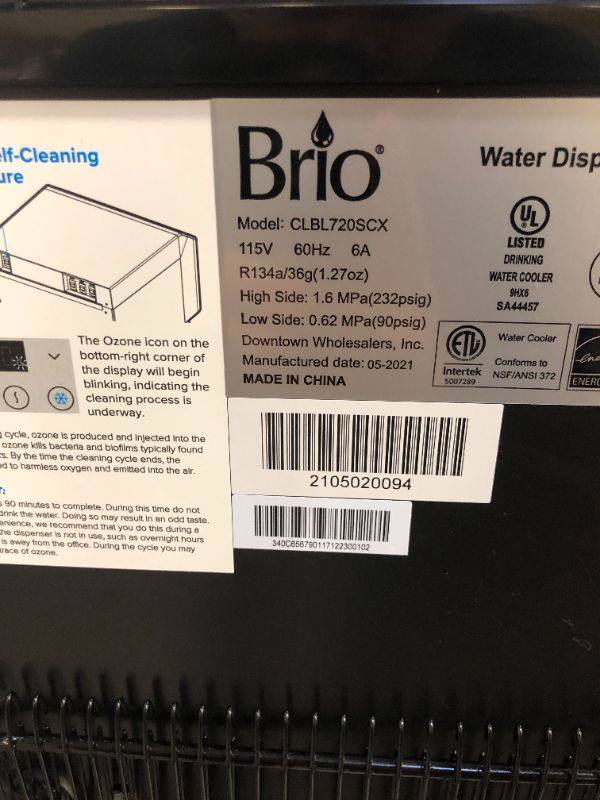 elf-Cleaning
ure
The Ozone icon on the
bottom-right corner of
the display will begin
blinking, indicating the
cleaning process is
underway.
cycle, ozone is produced and injected into the
ozone kills bacteria and biofilms typically found
rs. By the time the cleaning cycle ends, the
ed to harmless oxygen and emitted into the air.
90 minutes to complete. During this time do not
drink the water. Doing so may result in an odd taste.
enience, we recommend that you do this during a
he dispenser is not in use, such as overnight hours
is away from the office. During the cycle you may
trace of ozone.
Brio®
Model: CLBL720SCX
115V 60Hz 6A
R134a/36g(1.27oz)
High Side: 1.6 MPa(232psig)
Low Side: 0.62 MPa(90psig)
Downtown Wholesalers, Inc.
Manufactured date: 05-2021
MADE IN CHINA
Water Disp
UL
LISTED
DRINKING
WATER COOLER
9HX6
SA44457
ETL
Intertek
5007289
Water Cooler
Conforms to
NSF/ANSI 372
ENERG
2105020094
340C656790117122300102